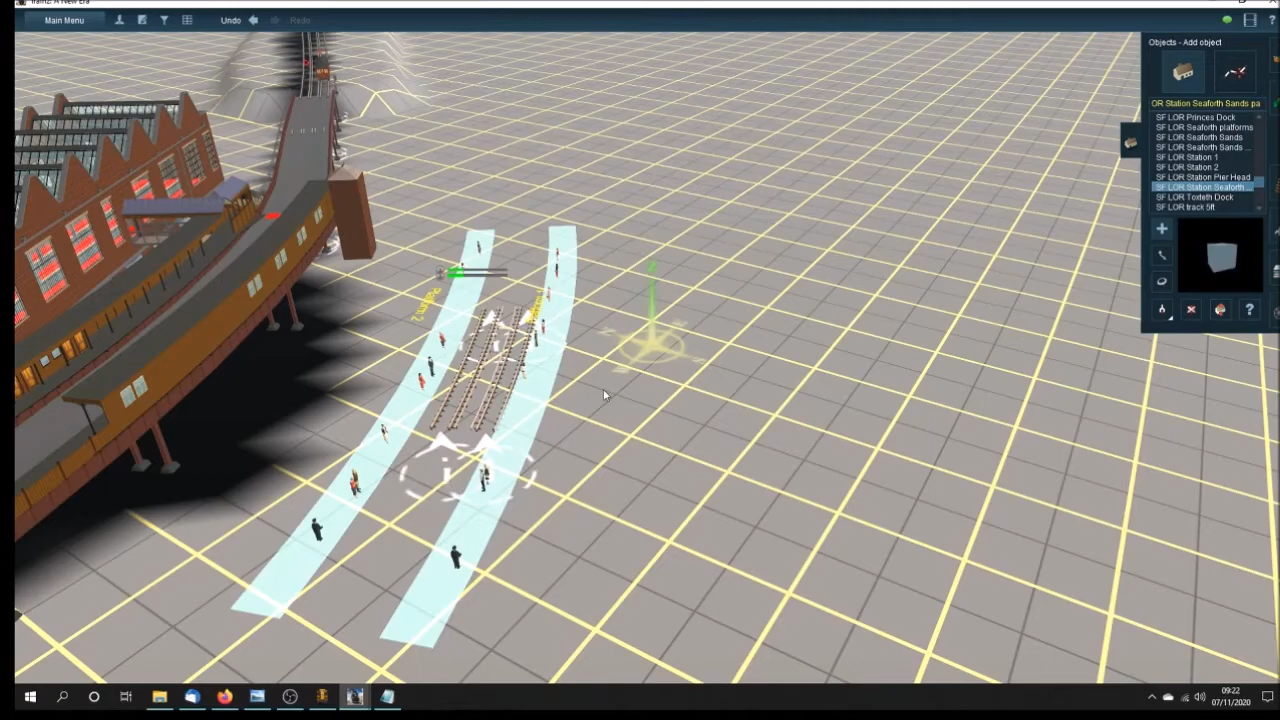 Trainz: A New Era
Main Menu
Undo
Redo
Objects - Add object
OR Station Seaforth Sands pa
SF LOR Princes Dock
SF LOR Seaforth platforms
SF LOR Seaforth Sands
SF LOR Seaforth Sands ...
SF LOR Station 1
SF LOR Station 2
SF LOR Station Pier Head
SF LOR Station Seaforth ...
SF LOR Toxteth Dock
SF LOR track 5ft
Platform 2
09:22
07/11/2020